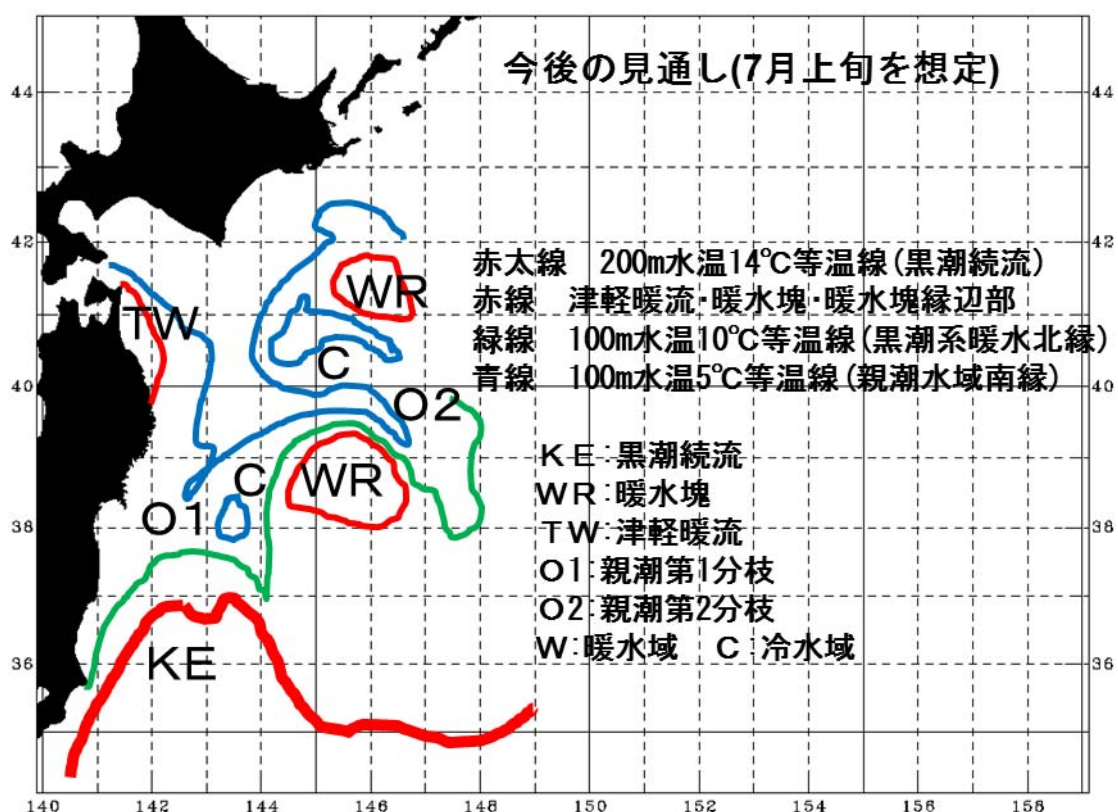 今後の見通し(7月上旬を想定)
44
44
42
42
WR
TW
赤太線 200m水温14℃等温線(黒潮続流)
赤線 津軽暖流・暖水塊・暖水塊縁辺部
緑線 100m水温10℃等温線(黒潮系暖水北縁)
青線 100m水温5℃等温線(親潮水域南縁)
C
40
40
O2
C
WR
KE:黒潮続流
WR:暖水塊
TW:津軽暖流
O1:親潮第1分枝
O2:親潮第2分枝
W:暖水域 C:冷水域
O1
38
38
KE
36
36
140 142 144 146 148 150 152 154 156 158